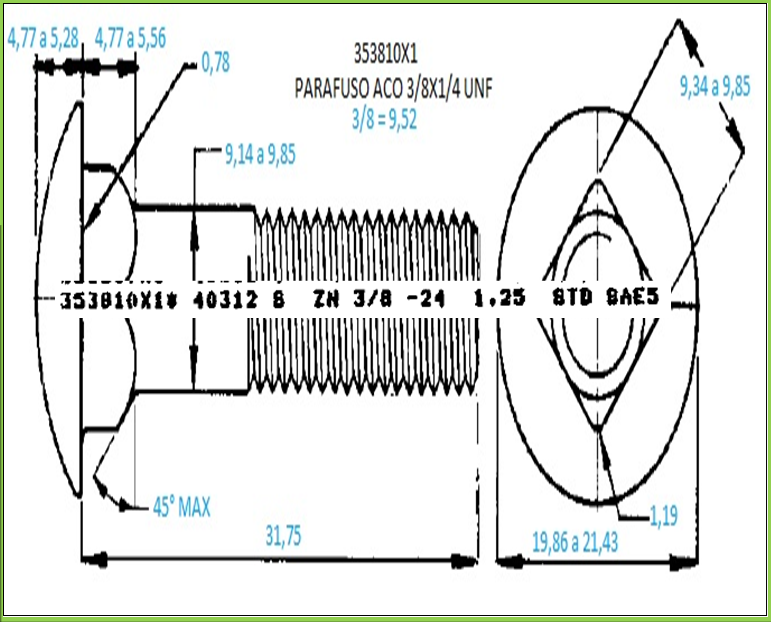 4,77 a 5,28 4,77 a 5,56
0,78
353810X1
PARAFUSO ACO 3/8X1/4 UNF
3/8 = 9,52
9,34 a 9,85
9,14 a 9,85
353810X1# 40312 8 ZN 3/8 -24 1.25 STD SAE5
45° MAX
31,75
1,19
19,86 a 21,43